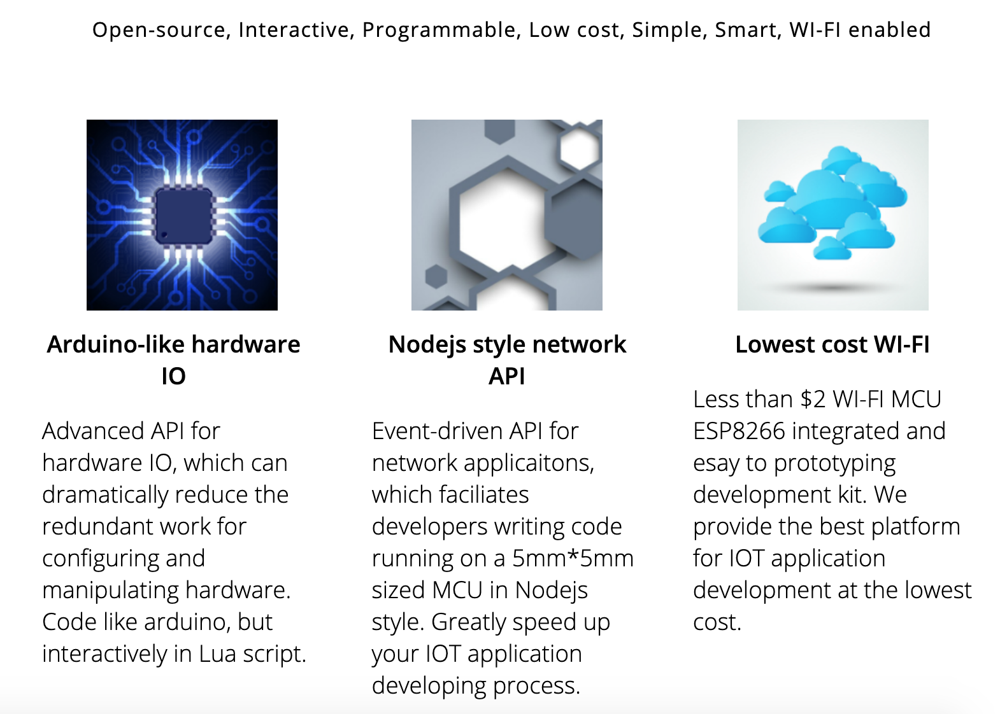 Open-source, Interactive, Programmable, Low cost, Simple, Smart, WI-FI enabled
Arduino-like hardware
IO
Advanced API for
hardware IO, which can
dramatically reduce the
redundant work for
configuring and
manipulating hardware.
Code like arduino, but
interactively in Lua script.
Nodejs style network
API
Event-driven API for
network applicaitons,
which faciliates
developers writing code
running on a 5mm*5mm
sized MCU in Nodejs
style. Greatly speed up
your IOT application
developing process.
Lowest cost WI-FI
Less than $2 WI-FI MCU
ESP8266 integrated and
esay to prototyping
development kit. We
provide the best platform
for IOT application
development at the lowest
cost.